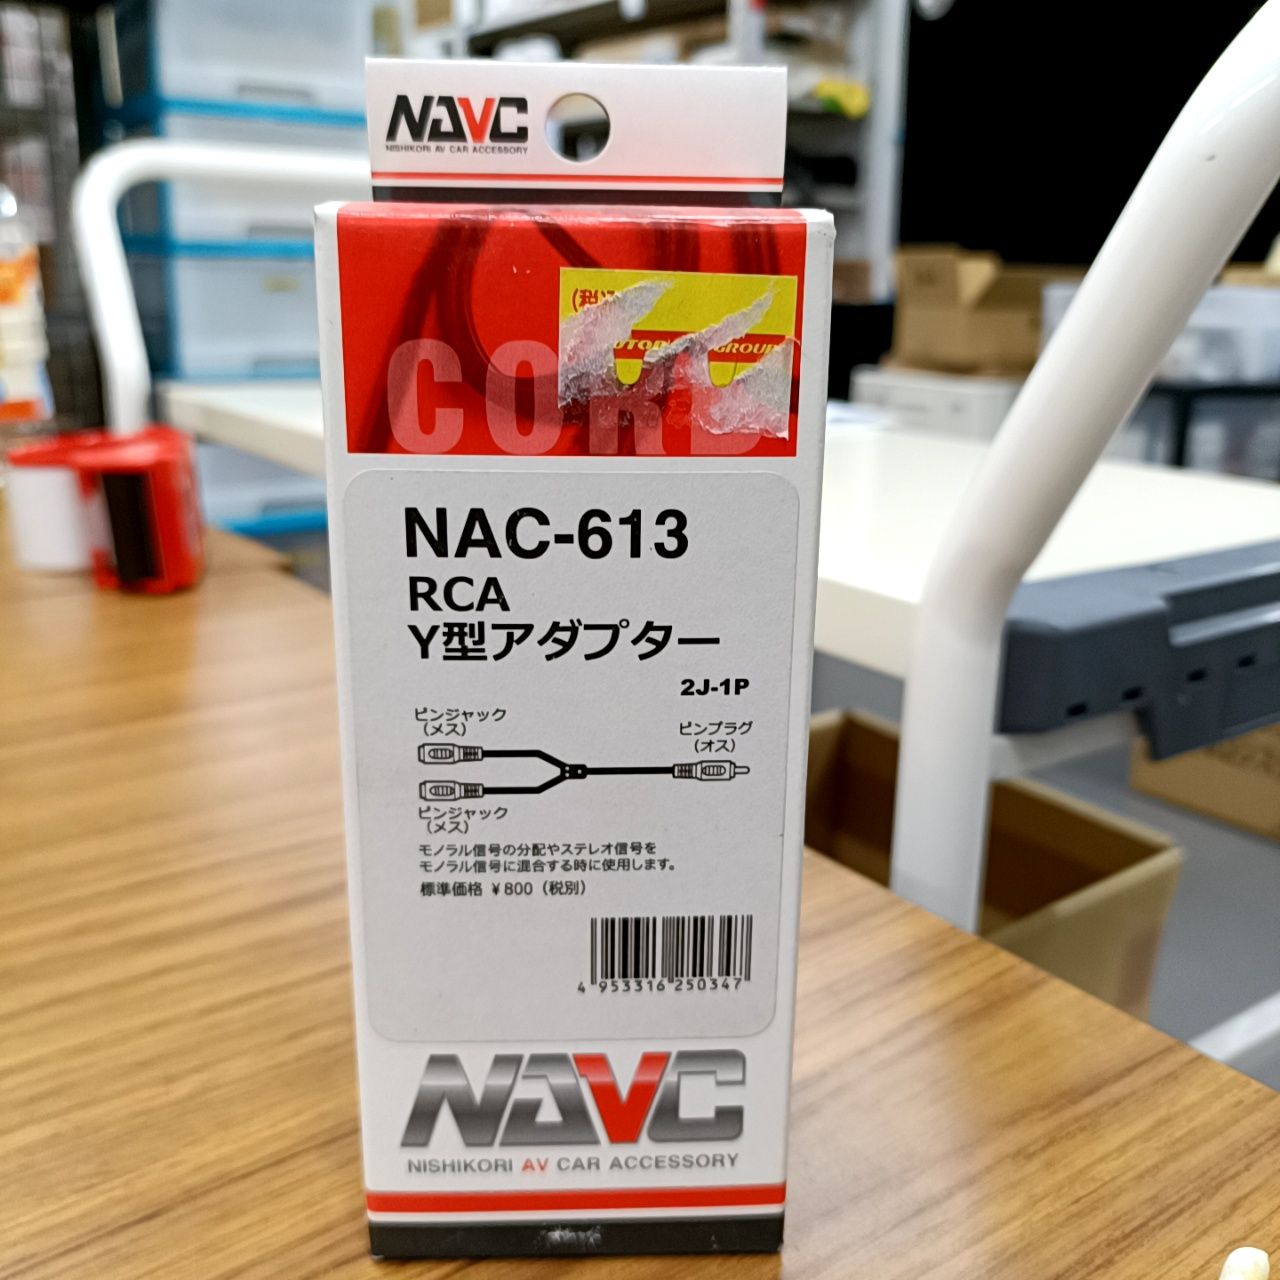 NAVC
NISHIKORI AV CAR ACCESSORY
(税
GROUP
CORD
NAC-613
RCA
Y型アダプター
2J-1P
ピンジャック
(メス)
ピンプラグ
(オス)
ピンジャック
(メス)
モノラル信号の分配やステレオ信号を
モノラル信号に混合する時に使用します。
標準価格 ¥800(税別)
4 953316 250347
NAVC
NISHIKORI AV CAR ACCESSORY